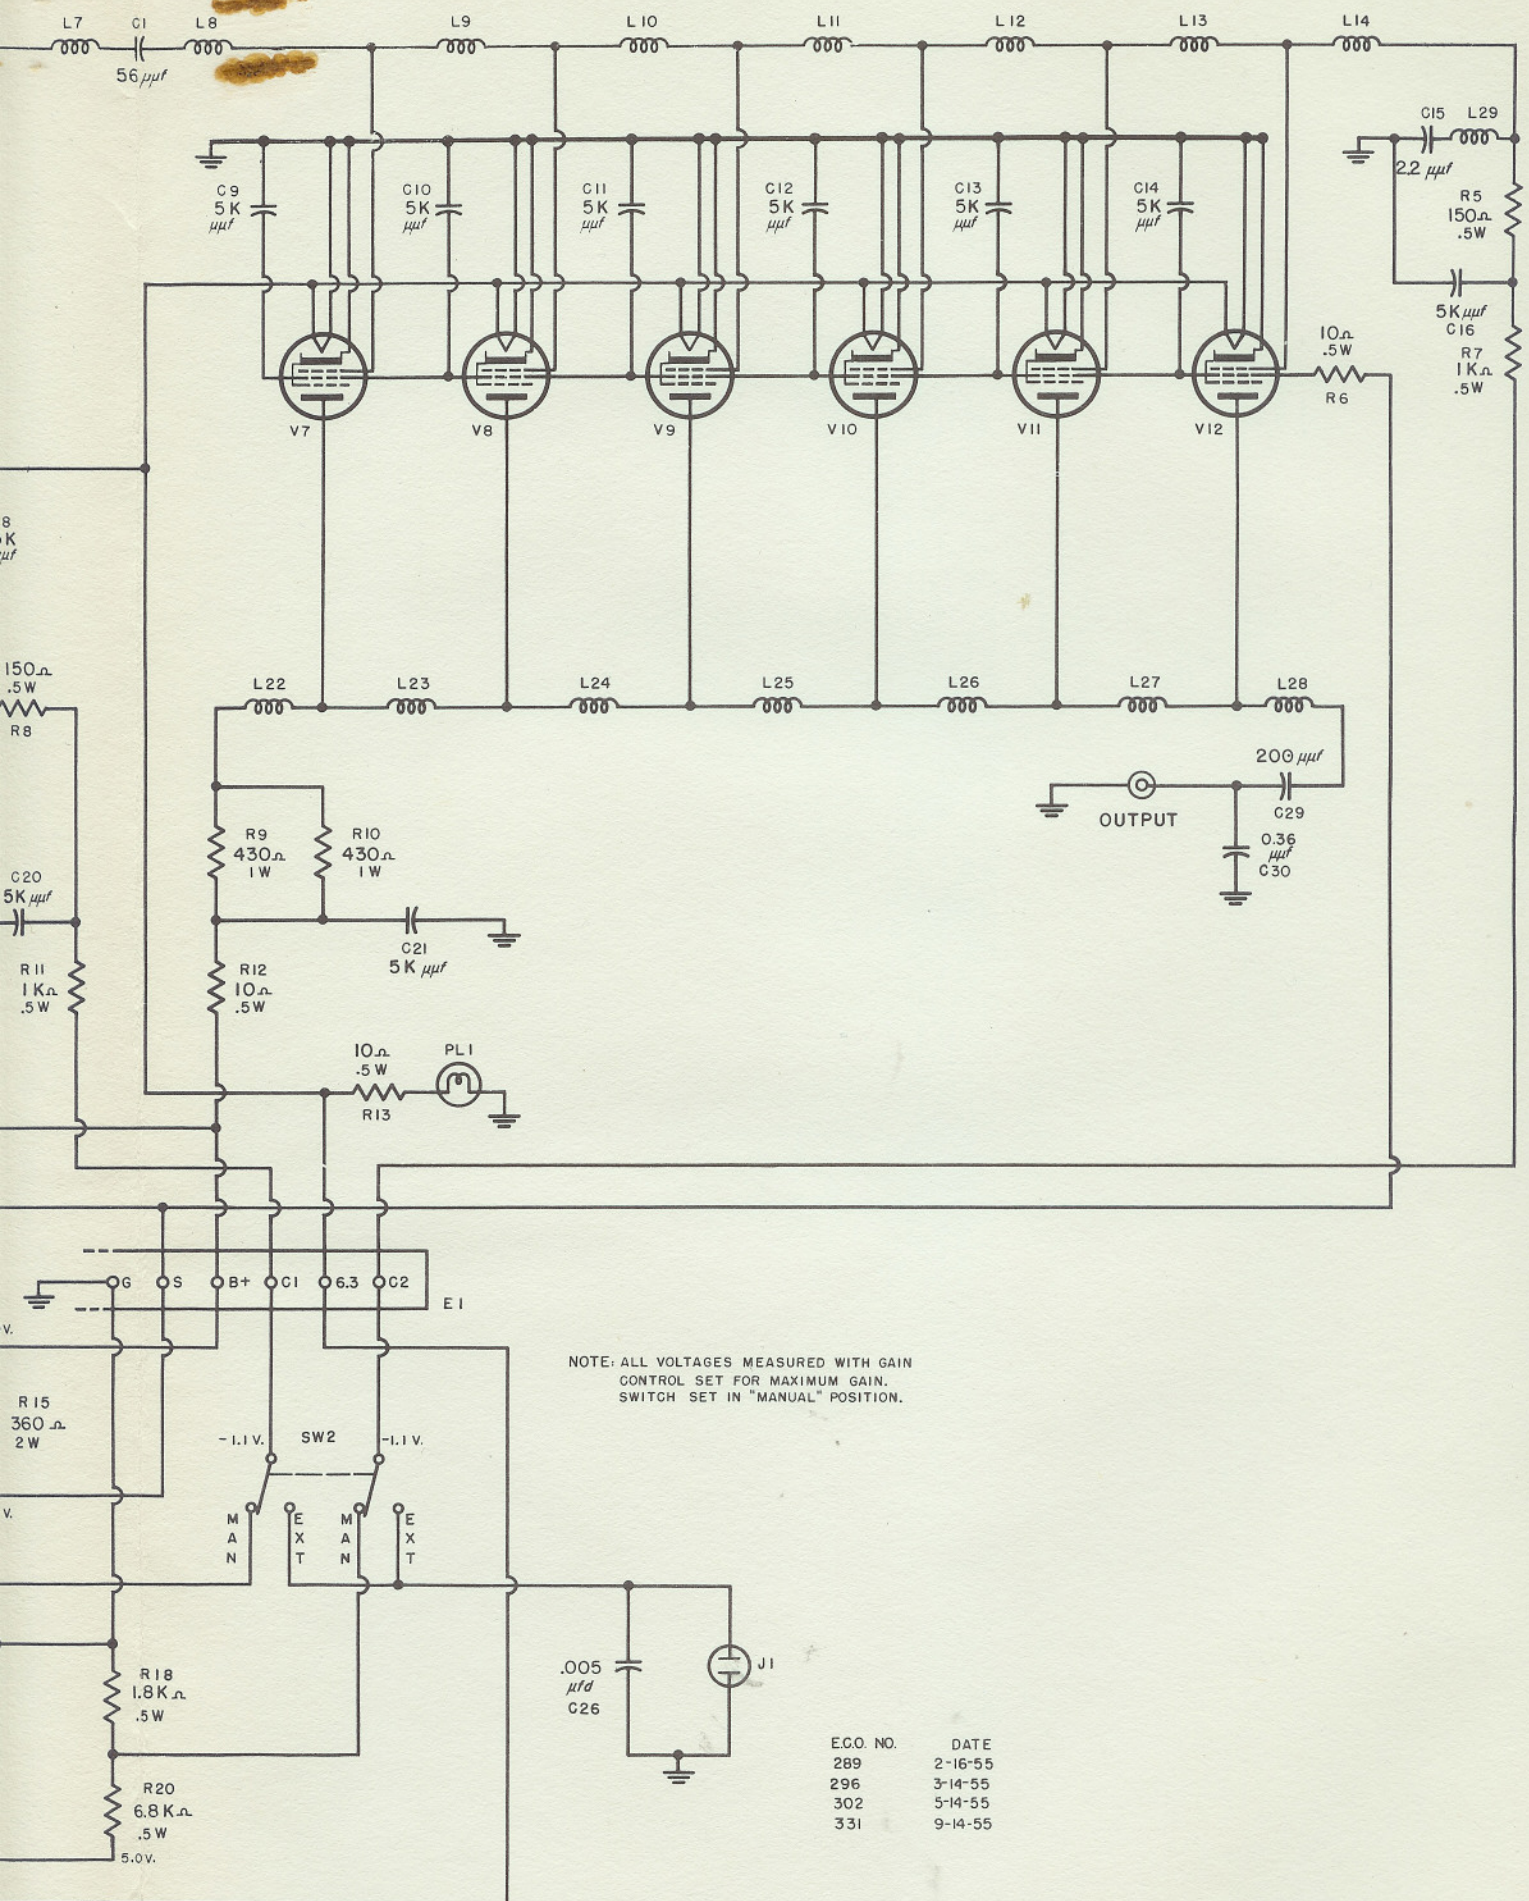 L7 C1 L8 L9 L10 L11 L12 L13 L14
56 μμf
C15 L29
2.2 μμf
C9 5K μμf
C10 5K μμf
C11 5K μμf
C12 5K μμf
C13 5K μμf
C14 5K μμf
R5
150Ω
.5W
5K μμf
C16
10Ω
.5W
R6
R7
1KΩ
.5W
V7 V8 V9 V10 V11 V12
8
K
μf
150Ω
.5W
R8
L22 L23 L24 L25 L26 L27 L28
200 μμf
C29
OUTPUT
0.36
μμf
C30
R9
430Ω
1W
R10
430Ω
1W
C20
5K μμf
C21
5K μμf
R11
1KΩ
.5W
R12
10Ω
.5W
10Ω
.5W
R13
PL1
G S B+ C1 6.3 C2
E1
V.
NOTE: ALL VOLTAGES MEASURED WITH GAIN
CONTROL SET FOR MAXIMUM GAIN.
SWITCH SET IN "MANUAL" POSITION.
R15
360Ω
2W
-1.1V. SW2 -1.1V.
V.
MAN EXT MAN EXT
.005
μfd
C26
J1
R18
1.8KΩ
.5W
R20
6.8KΩ
.5W
5.0V.
E.C.O. NO. DATE
289 2-16-55
296 3-14-55
302 5-14-55
331 9-14-55